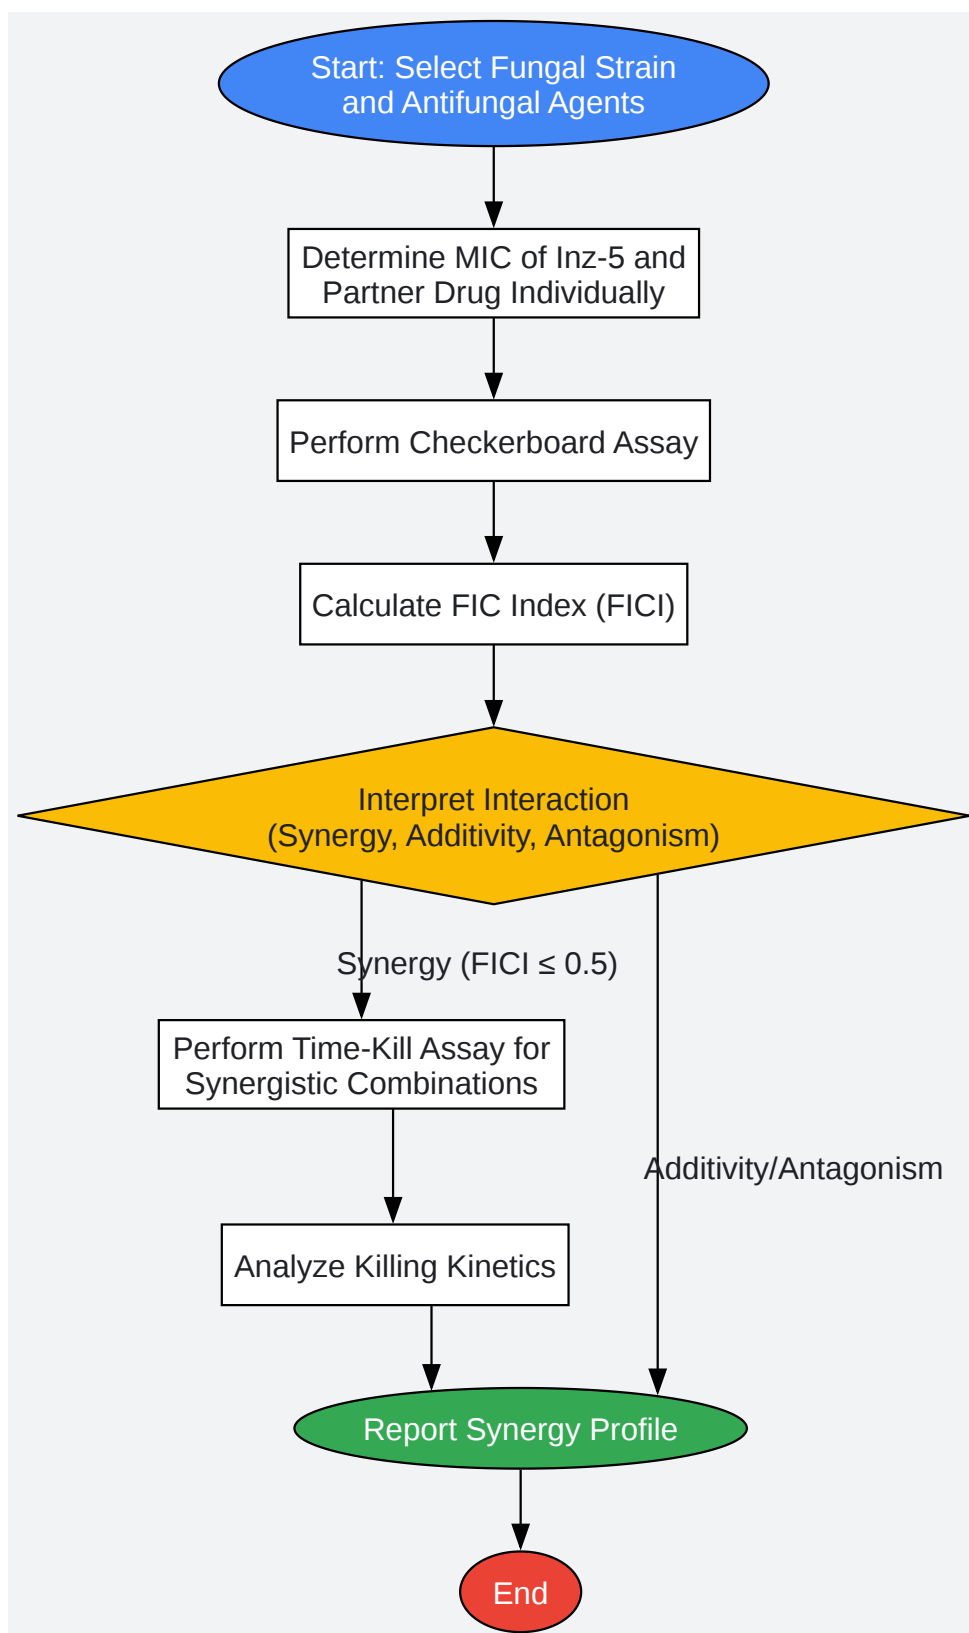 Start: Select Fungal Strain
and Antifungal Agents
Determine MIC of Inz-5 and
Partner Drug Individually
Perform Checkerboard Assay
Calculate FIC Index (FICI)
Interpret Interaction
(Synergy, Additivity, Antagonism)
Synergy (FICI ≤ 0.5)
Perform Time-Kill Assay for
Synergistic Combinations
Additivity/Antagonism
Analyze Killing Kinetics
Report Synergy Profile
End